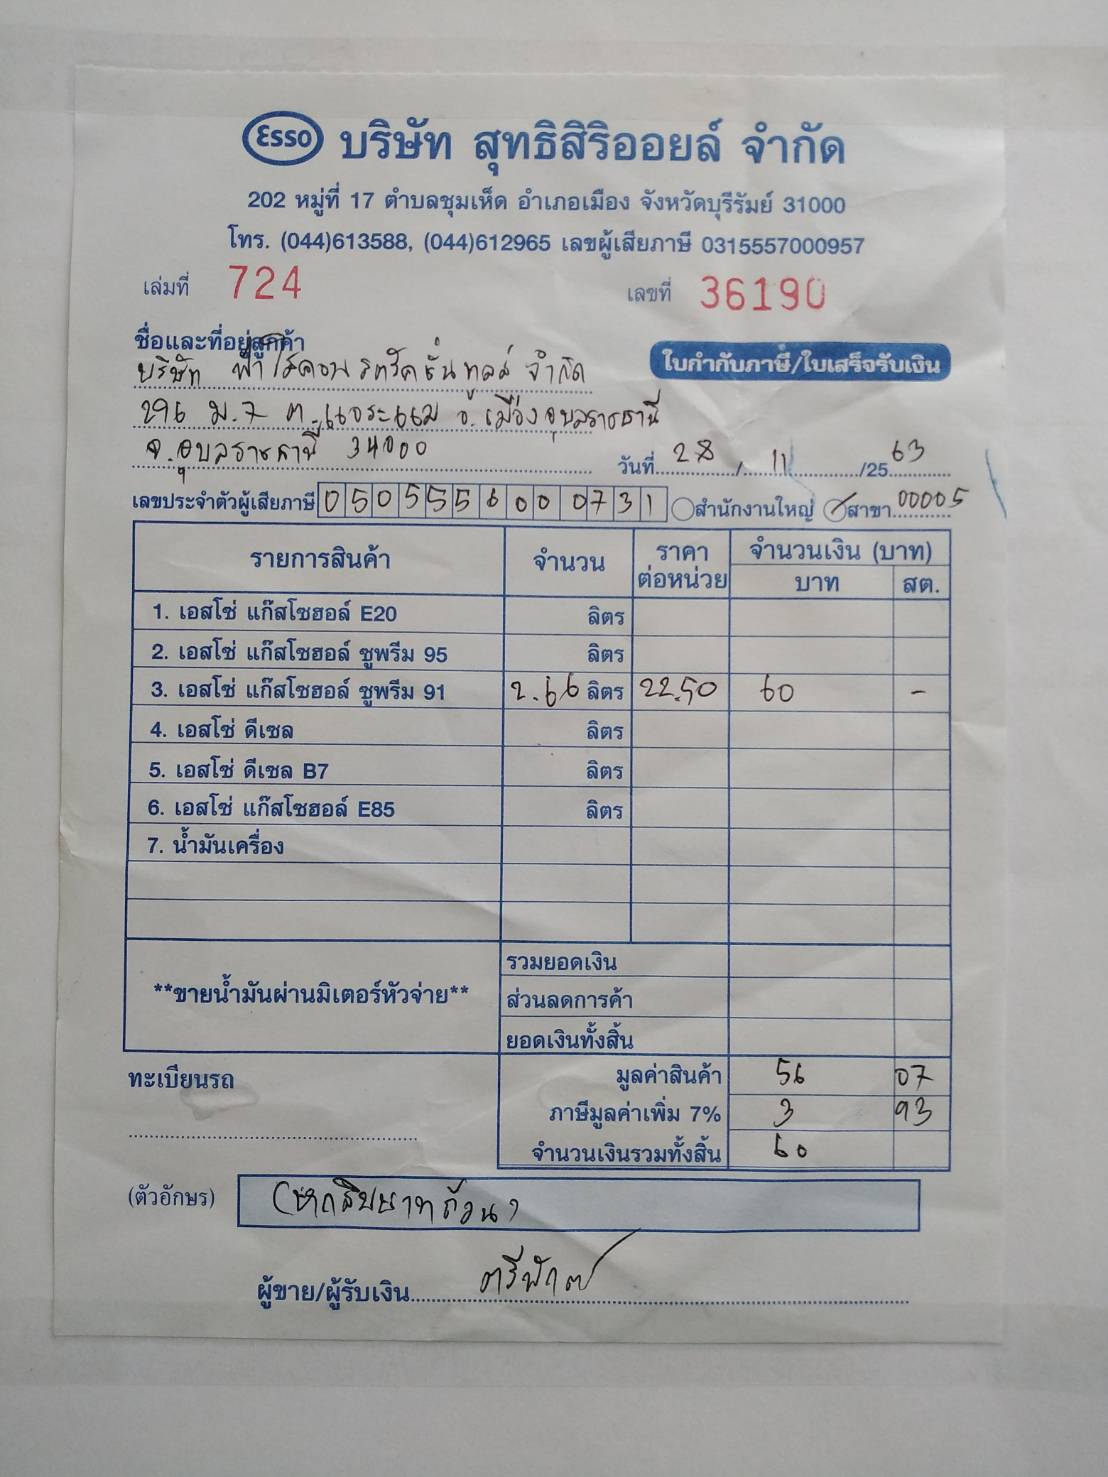 Esso บริษัท สุทธิสิริออยล์ จำกัด
202 หมู่ที่ 17 ตำบลชุมเห็ด อำเภอเมือง จังหวัดบุรีรัมย์ 31000
โทร. (044)613588, (044)612965 เลขผู้เสียภาษี 0315557000957
เล่มที่ 724 เลขที่ 36190
ชื่อและที่อยู่ลูกค้า
ใบกำกับภาษี/ใบเสร็จรับเงิน
บริษัท คอนสตรัคชั่น ทูลส์ จำกัด
296 ม.7 ต.แจระแม อ.เมืองอุบลราชธานี
จ.อุบลราชธานี 34000
วันที่ 28 / 11 /25 63
เลขประจำตัวผู้เสียภาษี 0505556000731 สำนักงานใหญ่ สาขา 00005
รายการสินค้า จำนวน ราคาต่อหน่วย จำนวนเงิน (บาท)
บาท สต.
1. เอสโซ่ แก๊สโซฮอล์ E20 ลิตร
2. เอสโซ่ แก๊สโซฮอล์ ซูพรีม 95 ลิตร
3. เอสโซ่ แก๊สโซฮอล์ ซูพรีม 91 2.66 ลิตร 22.50 60 -
4. เอสโซ่ ดีเซล ลิตร
5. เอสโซ่ ดีเซล B7 ลิตร
6. เอสโซ่ แก๊สโซฮอล์ E85 ลิตร
7. น้ำมันเครื่อง
รวมยอดเงิน
**ขายน้ำมันผ่านมิเตอร์หัวจ่าย** ส่วนลดการค้า
ยอดเงินทั้งสิ้น
ทะเบียนรถ มูลค่าสินค้า 56 07
ภาษีมูลค่าเพิ่ม 7% 3 93
จำนวนเงินรวมทั้งสิ้น 60
(ตัวอักษร) (หกสิบบาทถ้วน)
ผู้ขาย/ผู้รับเงิน